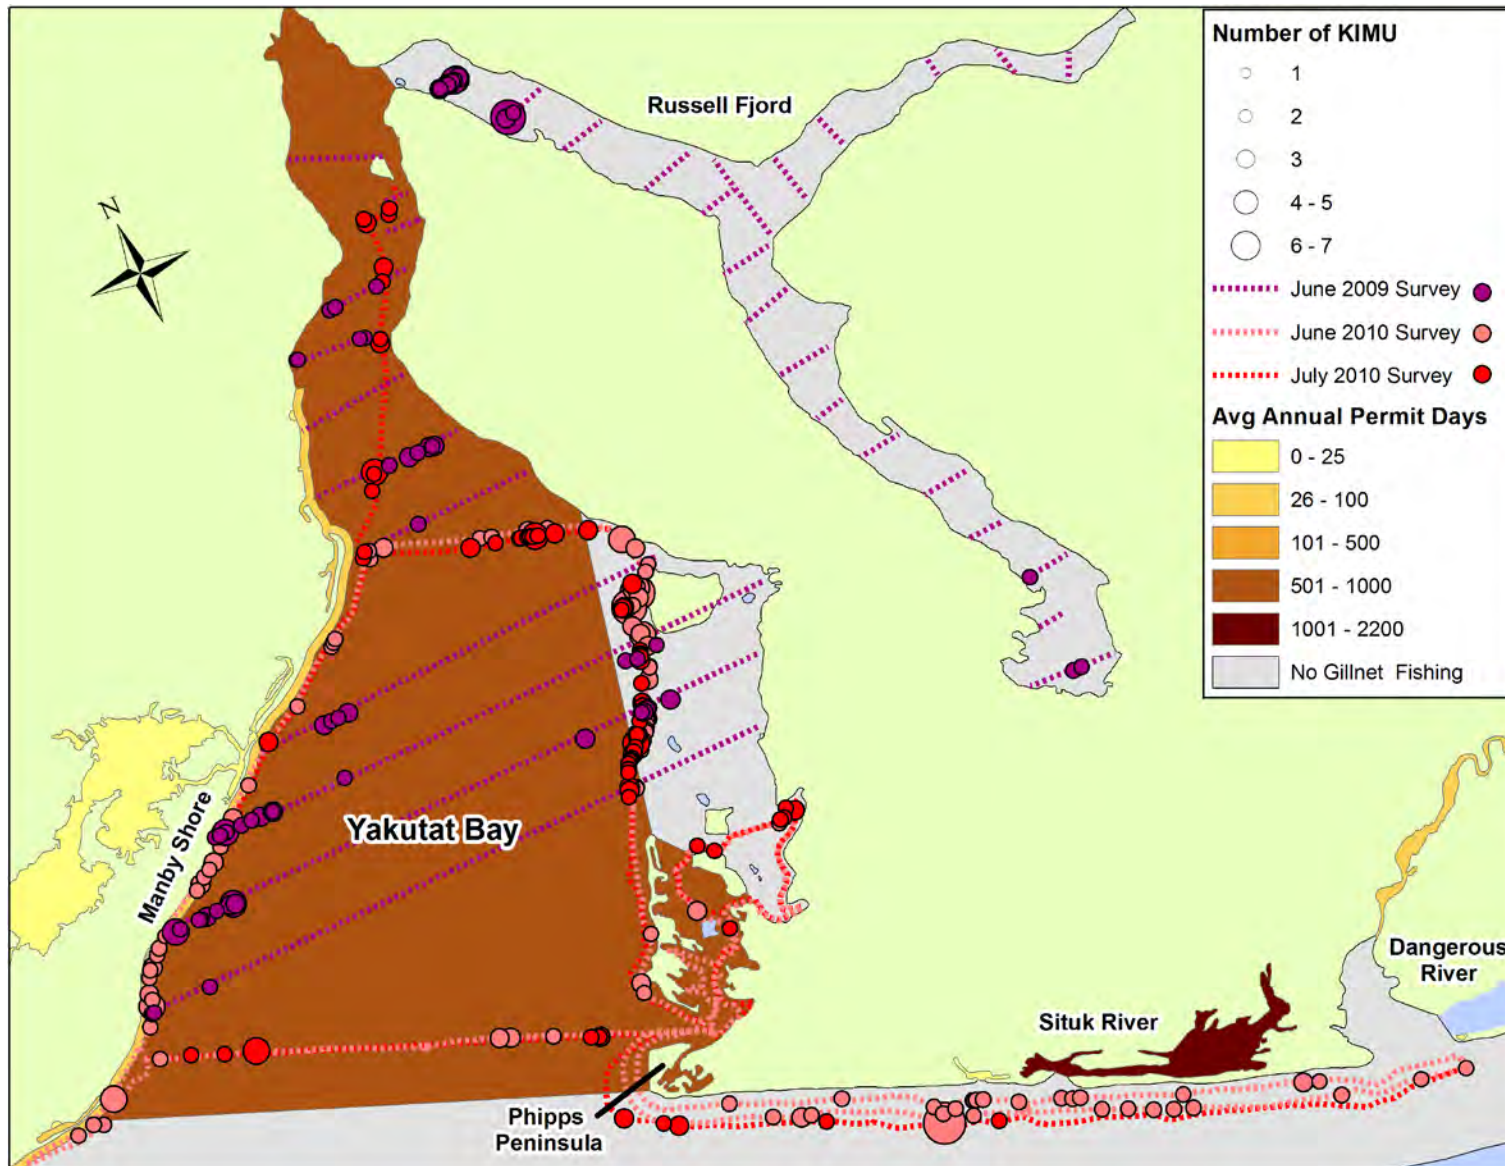 Number of KIMU
1
2
3
4 - 5
6 - 7
June 2009 Survey
June 2010 Survey
July 2010 Survey
Avg Annual Permit Days
0 - 25
26 - 100
101 - 500
501 - 1000
1001 - 2200
No Gillnet Fishing
Russell Fjord
N
Yakutat Bay
Manby Shore
Dangerous
River
Situk River
Phipps
Peninsula